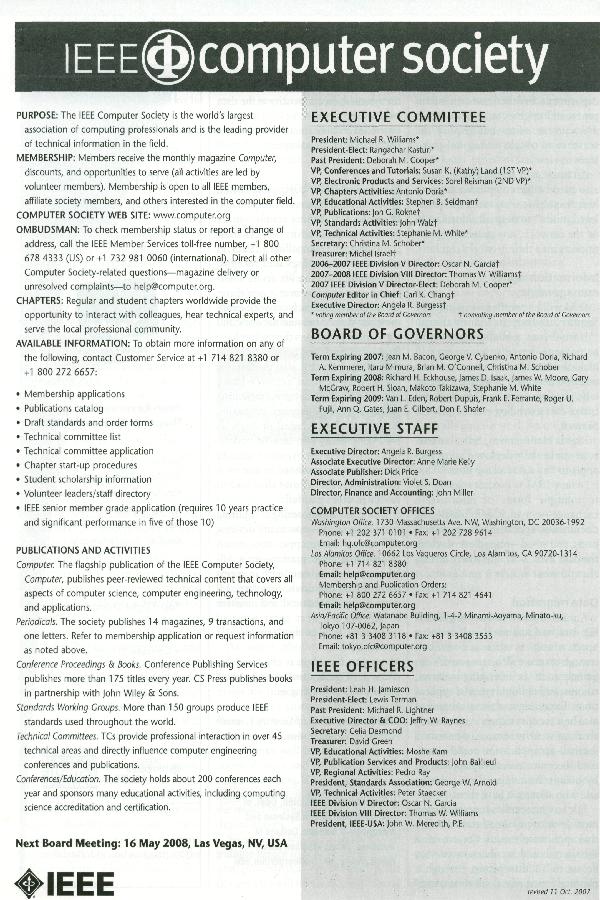 IEEE computer society
PURPOSE: The IEEE Computer Society is the world's largest
association of computing professionals and is the leading provider
of technical information in the field.
MEMBERSHIP: Members receive the monthly magazine Computer,
discounts, and opportunities to serve (all activities are led by
volunteer members). Membership is open to all IEEE members,
affiliate society members, and others interested in the computer field.
COMPUTER SOCIETY WEB SITE: www.computer.org
OMBUDSMAN: To check membership status or report a change of
address, call the IEEE Member Services toll-free number, +1 800
678 4333 (US) or +1 732 981 0060 (international). Direct all other
Computer Society-related questions—magazine delivery or
unresolved complaints—to help@computer.org.
CHAPTERS: Regular and student chapters worldwide provide the
opportunity to interact with colleagues, hear technical experts, and
serve the local professional community.
AVAILABLE INFORMATION: To obtain more information on any of
the following, contact Customer Service at +1 714 821 8380 or
+1 800 272 6657:
• Membership applications
• Publications catalog
• Draft standards and order forms
• Technical committee list
• Technical committee application
• Chapter start-up procedures
• Student scholarship information
• Volunteer leaders/staff directory
• IEEE senior member grade application (requires 10 years practice
and significant performance in five of those 10)
PUBLICATIONS AND ACTIVITIES
Computer. The flagship publication of the IEEE Computer Society,
Computer, publishes peer-reviewed technical content that covers all
aspects of computer science, computer engineering, technology,
and applications.
Periodicals. The society publishes 14 magazines, 9 transactions, and
one letters. Refer to membership application or request information
as noted above.
Conference Proceedings & Books. Conference Publishing Services
publishes more than 175 titles every year. CS Press publishes books
in partnership with John Wiley & Sons.
Standards Working Groups. More than 150 groups produce IEEE
standards used throughout the world.
Technical Committees. TCs provide professional interaction in over 45
technical areas and directly influence computer engineering
conferences and publications.
Conferences/Education. The society holds about 200 conferences each
year and sponsors many educational activities, including computing
science accreditation and certification.
Next Board Meeting: 16 May 2008, Las Vegas, NV, USA
IEEE
EXECUTIVE COMMITTEE
President: Michael R. Williams*
President-Elect: Rangachar Kasturi*
Past President: Deborah M. Cooper*
VP, Conferences and Tutorials: Susan K. (Kathy) Land (1ST VP)*
VP, Electronic Products and Services: Sorel Reisman (2ND VP)*
VP, Chapters Activities: Antonio Doria*
VP, Educational Activities: Stephen B. Seidman†
VP, Publications: Jon G. Rokne†
VP, Standards Activities: John Walz†
VP, Technical Activities: Stephanie M. White*
Secretary: Christina M. Schober*
Treasurer: Michel Israel†
2006–2007 IEEE Division V Director: Oscar N. Garcia†
2007–2008 IEEE Division VIII Director: Thomas W. Williams†
2007 IEEE Division V Director-Elect: Deborah M. Cooper*
Computer Editor in Chief: Carl K. Chang†
Executive Director: Angela R. Burgess†
* voting member of the Board of Governors † nonvoting member of the Board of Governors
BOARD OF GOVERNORS
Term Expiring 2007: Jean M. Bacon, George V. Cybenko, Antonio Doria, Richard
A. Kemmerer, Itaru Mimura, Brian M. O'Connell, Christina M. Schober
Term Expiring 2008: Richard H. Eckhouse, James D. Isaak, James W. Moore, Gary
McGraw, Robert H. Sloan, Makoto Takizawa, Stephanie M. White
Term Expiring 2009: Van L. Eden, Robert Dupuis, Frank E. Ferrante, Roger U.
Fujii, Ann Q. Gates, Juan E. Gilbert, Don F. Shafer
EXECUTIVE STAFF
Executive Director: Angela R. Burgess
Associate Executive Director: Anne Marie Kelly
Associate Publisher: Dick Price
Director, Administration: Violet S. Doan
Director, Finance and Accounting: John Miller
COMPUTER SOCIETY OFFICES
Washington Office. 1730 Massachusetts Ave. NW, Washington, DC 20036-1992
Phone: +1 202 371 0101 • Fax: +1 202 728 9614
Email: hq.ofc@computer.org
Los Alamitos Office. 10662 Los Vaqueros Circle, Los Alamitos, CA 90720-1314
Phone: +1 714 821 8380
Email: help@computer.org
Membership and Publication Orders:
Phone: +1 800 272 6657 • Fax: +1 714 821 4641
Email: help@computer.org
Asia/Pacific Office. Watanabe Building, 1-4-2 Minami-Aoyama, Minato-ku,
Tokyo 107-0062, Japan
Phone: +81 3 3408 3118 • Fax: +81 3 3408 3553
Email: tokyo.ofc@computer.org
IEEE OFFICERS
President: Leah H. Jamieson
President-Elect: Lewis Terman
Past President: Michael R. Lightner
Executive Director & COO: Jeffry W. Raynes
Secretary: Celia Desmond
Treasurer: David Green
VP, Educational Activities: Moshe Kam
VP, Publication Services and Products: John Baillieul
VP, Regional Activities: Pedro Ray
President, Standards Association: George W. Arnold
VP, Technical Activities: Peter Staecker
IEEE Division V Director: Oscar N. Garcia
IEEE Division VIII Director: Thomas W. Williams
President, IEEE-USA: John W. Meredith, P.E.
revised 11 Oct. 2007